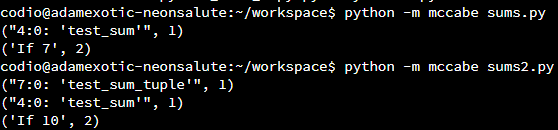 codio@adamexotic-neonsalute:~/workspace$ python -m mccabe sums.py
("4:0: 'test_sum'", 1)
('If 7', 2)
codio@adamexotic-neonsalute:~/workspace$ python -m mccabe sums2.py
("7:0: 'test_sum_tuple'", 1)
("4:0: 'test_sum'", 1)
('If 10', 2)